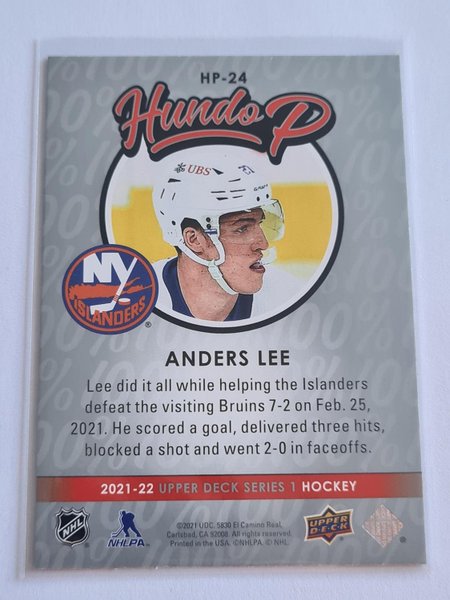 HP-24
Hundo P
UBS
NY
ISLANDERS
®
ANDERS LEE
Lee did it all while helping the Islanders
defeat the visiting Bruins 7-2 on Feb. 25,
2021. He scored a goal, delivered three hits,
blocked a shot and went 2-0 in faceoffs.
2021-22 UPPER DECK SERIES 1 HOCKEY
NHL
NHLPA
©2021 UDC. 5830 El Camino Real,
Carlsbad, CA 92008. All rights reserved.
Printed in the USA. ©NHLPA. © NHL.
UPPER
DECK